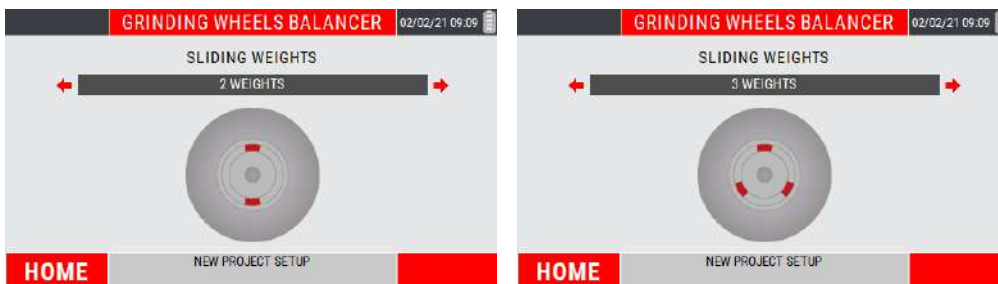 GRINDING WHEELS BALANCER 02/02/21 09:09
SLIDING WEIGHTS
2 WEIGHTS
HOME
NEW PROJECT SETUP
GRINDING WHEELS BALANCER 02/02/21 09:09
SLIDING WEIGHTS
3 WEIGHTS
HOME
NEW PROJECT SETUP